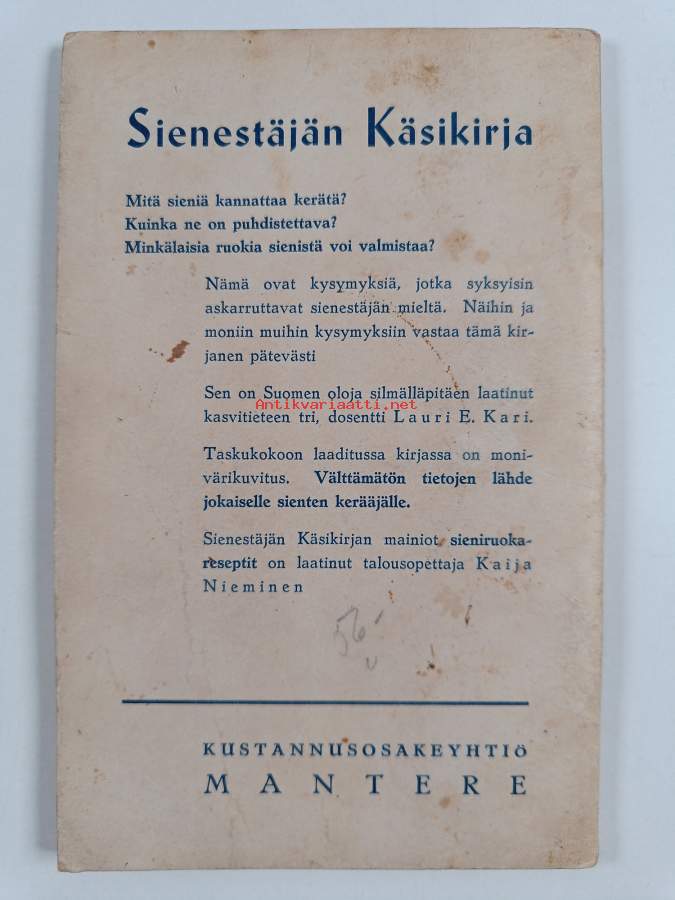 Sienestäjän Käsikirja
Mitä sieniä kannattaa kerätä?
Kuinka ne on puhdistettava?
Minkälaisia ruokia sienistä voi valmistaa?
Nämä ovat kysymyksiä, jotka syksyisin
askarruttavat sienestäjän mieltä. Näihin ja
moniin muihin kysymyksiin vastaa tämä kir-
janen pätevästi
Sen on Suomen oloja silmälläpitäen laatinut
Antikvariaatti.net
kasvitieteen tri, dosentti Lauri E. Kari.
Taskukokoon laaditussa kirjassa on moni-
värikuvitus. Välttämätön tietojen lähde
jokaiselle sienten kerääjälle.
Sienestäjän Käsikirjan mainiot sieniruoka-
reseptit on laatinut talousopettaja Kaija
Nieminen
56
KUSTANNUSOSAKEYHTIÖ
MANTERE